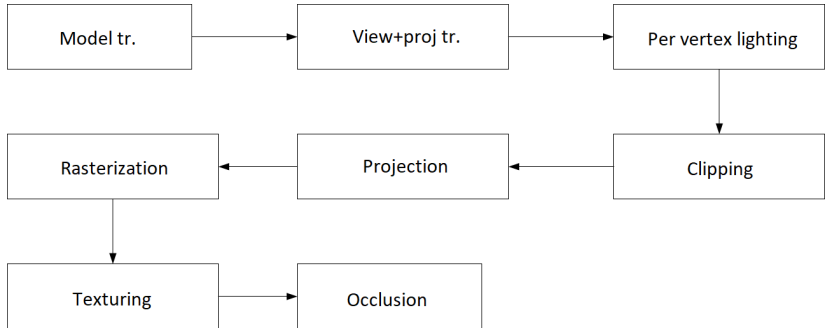 Model tr.
View+proj tr.
Per vertex lighting
Rasterization
Projection
Clipping
Texturing
Occlusion